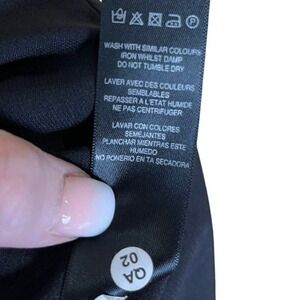 WASH WITH SIMILAR COLOURS
IRON WHILST DAMP
DO NOT TUMBLE DRY
LAVER AVEC DES COULEURS
SEMBLABLES
REPASSER A L'ETAT HUMIDE
NE PAS CENTRIFUGER
LAVAR CON COLORES
SEMEJANTES
PLANCHAR MIENTRAS ESTE
HUMEDO
NO PONERIO EN TA SECADORA
QA
02